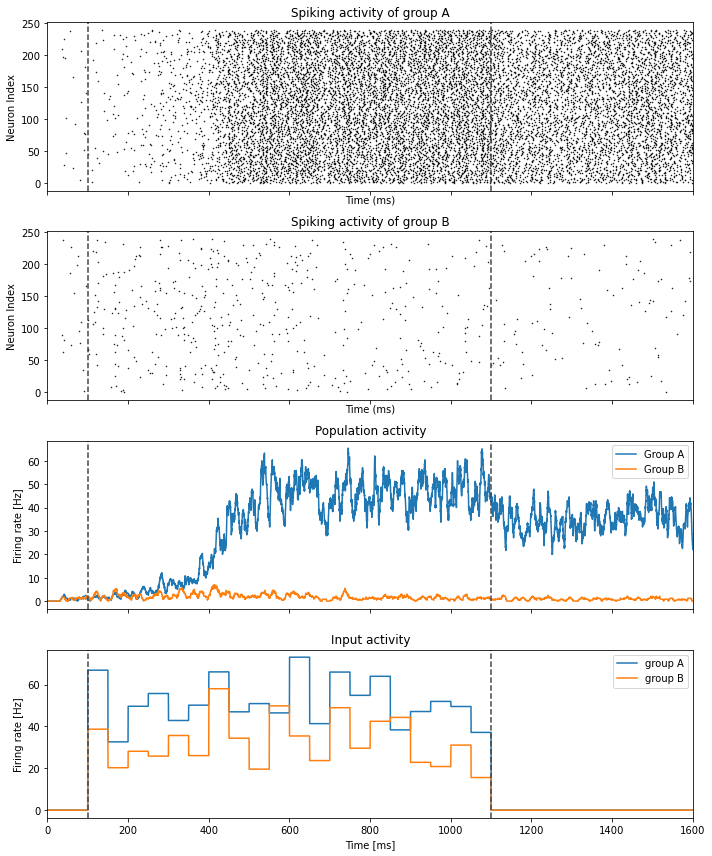 Spiking activity of group A
250
200
150
100
50
0
Neuron Index
Time (ms)
Spiking activity of group B
250
200
150
100
50
0
Neuron Index
Time (ms)
Population activity
60
50
40
30
20
10
0
Firing rate [Hz]
Group A
Group B
Input activity
60
40
20
0
Firing rate [Hz]
group A
group B
0 200 400 600 800 1000 1200 1400 1600
Time [ms]